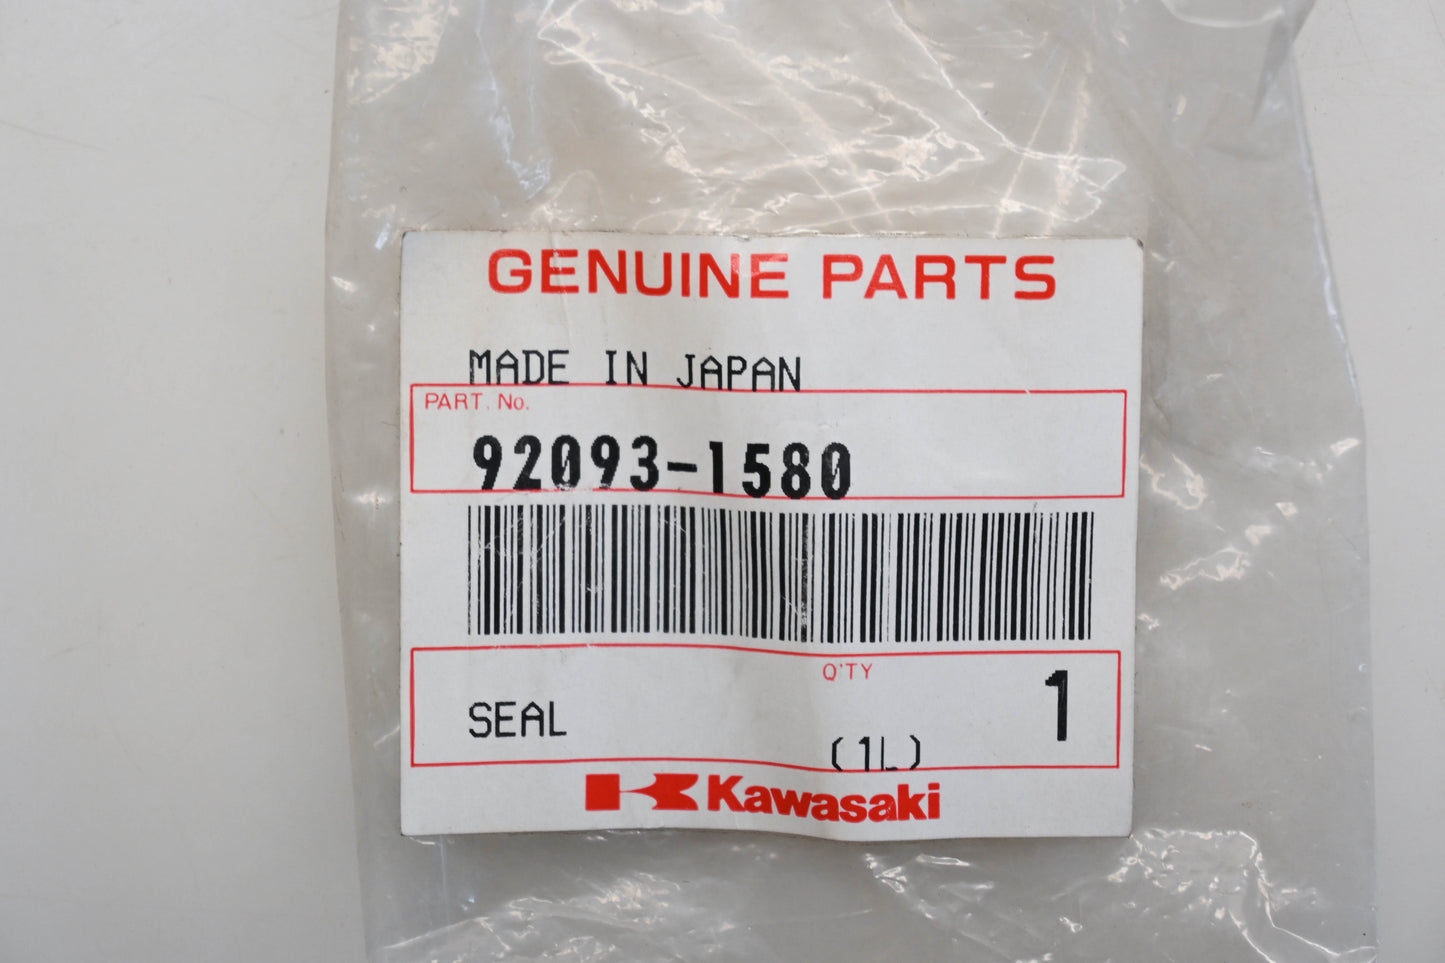 GENUINE PARTS
MADE IN JAPAN
PART. No.
92093-1580
Q'TY
SEAL 1
(1L)
Kawasaki